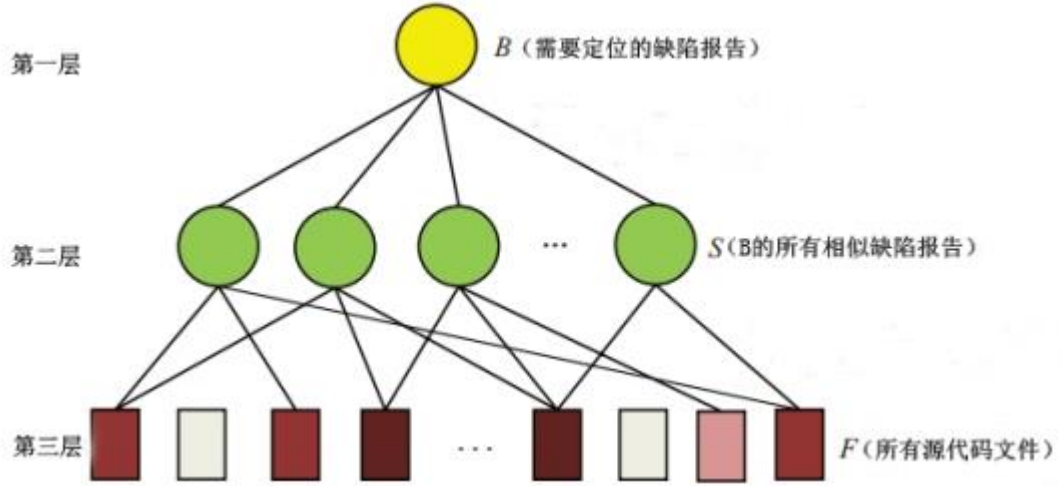 第一层
B（需要定位的缺陷报告）
第二层
...
S（B的所有相似缺陷报告）
第三层
...
F（所有源代码文件）